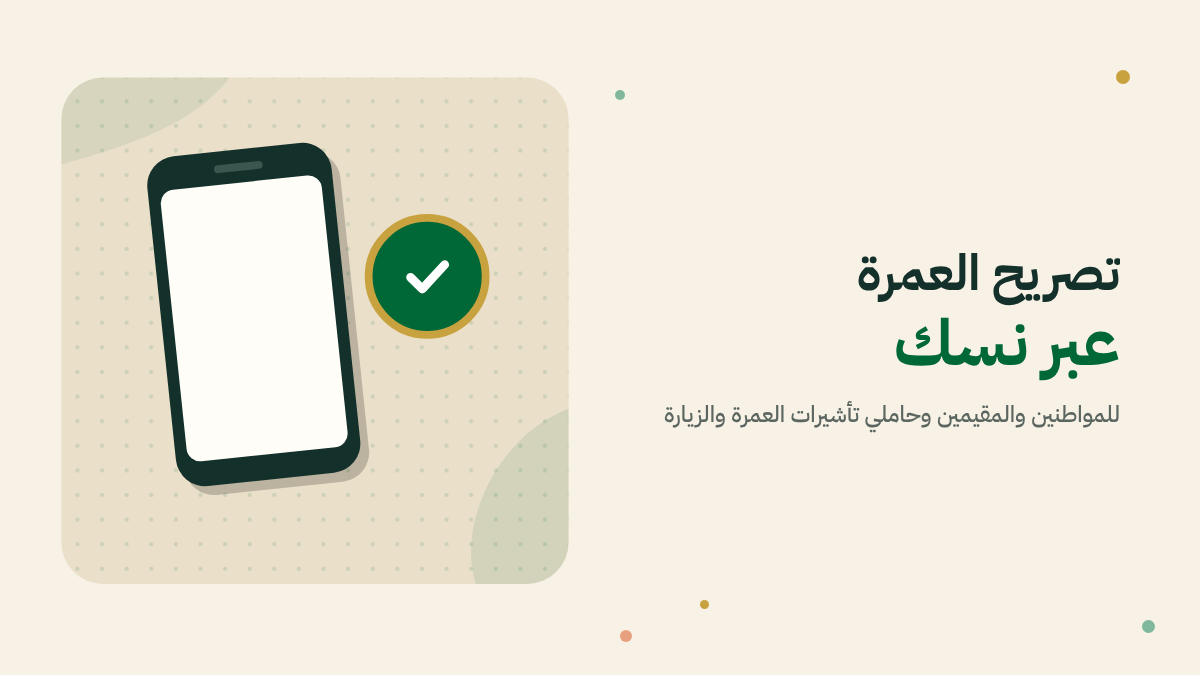 تصريح العمرة
عبر نسك
للمواطنين والمقيمين وحاملي تأشيرات العمرة والزيارة